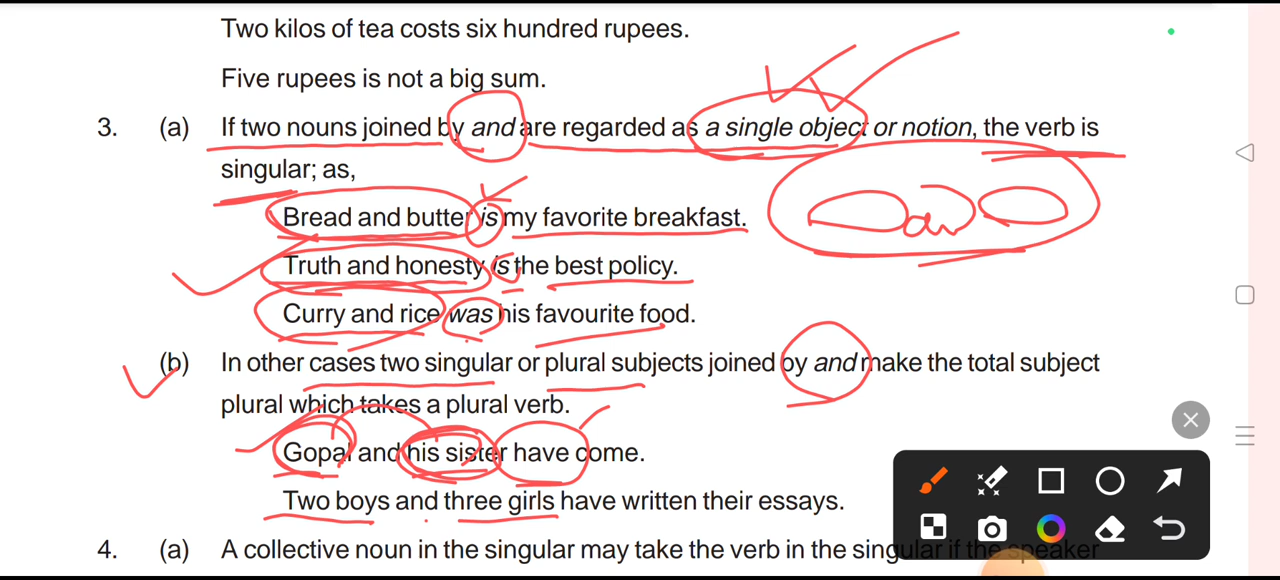 Two kilos of tea costs six hundred rupees.
Five rupees is not a big sum.
3. (a) If two nouns joined by and are regarded as a single object or notion, the verb is
singular; as,
Bread and butter is my favorite breakfast.
Truth and honesty is the best policy.
Curry and rice was his favourite food.
and
(b) In other cases two singular or plural subjects joined by and make the total subject
plural which takes a plural verb.
Gopal and his sister have come.
Two boys and three girls have written their essays.
4. (a) A collective noun in the singular may take the verb in the singular if the speaker